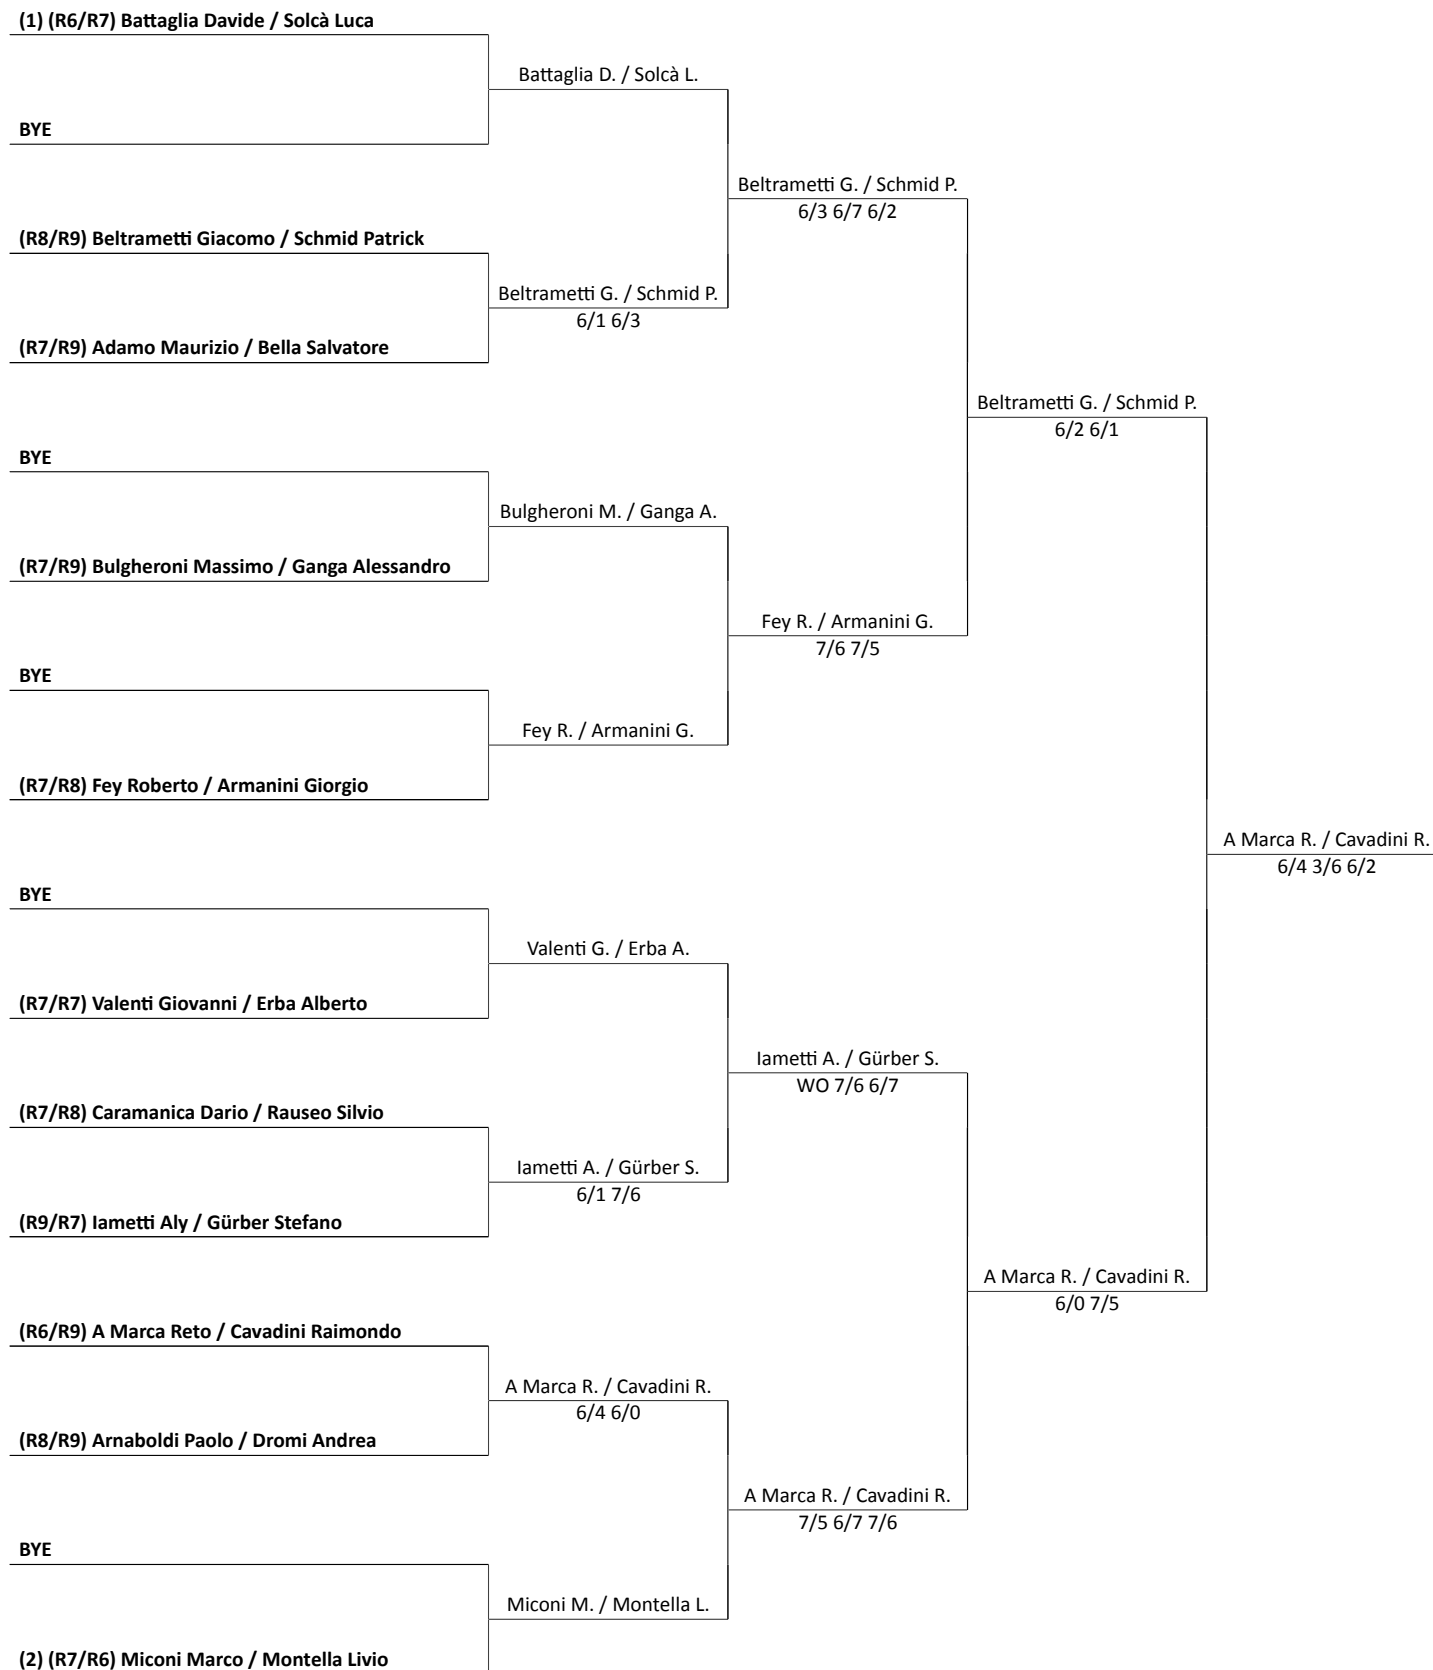 (1) (R6/R7) Battaglia Davide / Solcà Luca
Battaglia D. / Solcà L.
BYE
Beltrametti G. / Schmid P.
6/3 6/7 6/2
(R8/R9) Beltrametti Giacomo / Schmid Patrick
Beltrametti G. / Schmid P.
6/1 6/3
(R7/R9) Adamo Maurizio / Bella Salvatore
Beltrametti G. / Schmid P.
6/2 6/1
BYE
Bulgheroni M. / Ganga A.
(R7/R9) Bulgheroni Massimo / Ganga Alessandro
Fey R. / Armanini G.
7/6 7/5
BYE
Fey R. / Armanini G.
(R7/R8) Fey Roberto / Armanini Giorgio
A Marca R. / Cavadini R.
6/4 3/6 6/2
BYE
Valenti G. / Erba A.
(R7/R7) Valenti Giovanni / Erba Alberto
Iametti A. / Gürber S.
WO 7/6 6/7
(R7/R8) Caramanica Dario / Rauseo Silvio
Iametti A. / Gürber S.
6/1 7/6
(R9/R7) Iametti Aly / Gürber Stefano
A Marca R. / Cavadini R.
6/0 7/5
(R6/R9) A Marca Reto / Cavadini Raimondo
A Marca R. / Cavadini R.
6/4 6/0
(R8/R9) Arnaboldi Paolo / Dromi Andrea
A Marca R. / Cavadini R.
7/5 6/7 7/6
BYE
Miconi M. / Montella L.
(2) (R7/R6) Miconi Marco / Montella Livio